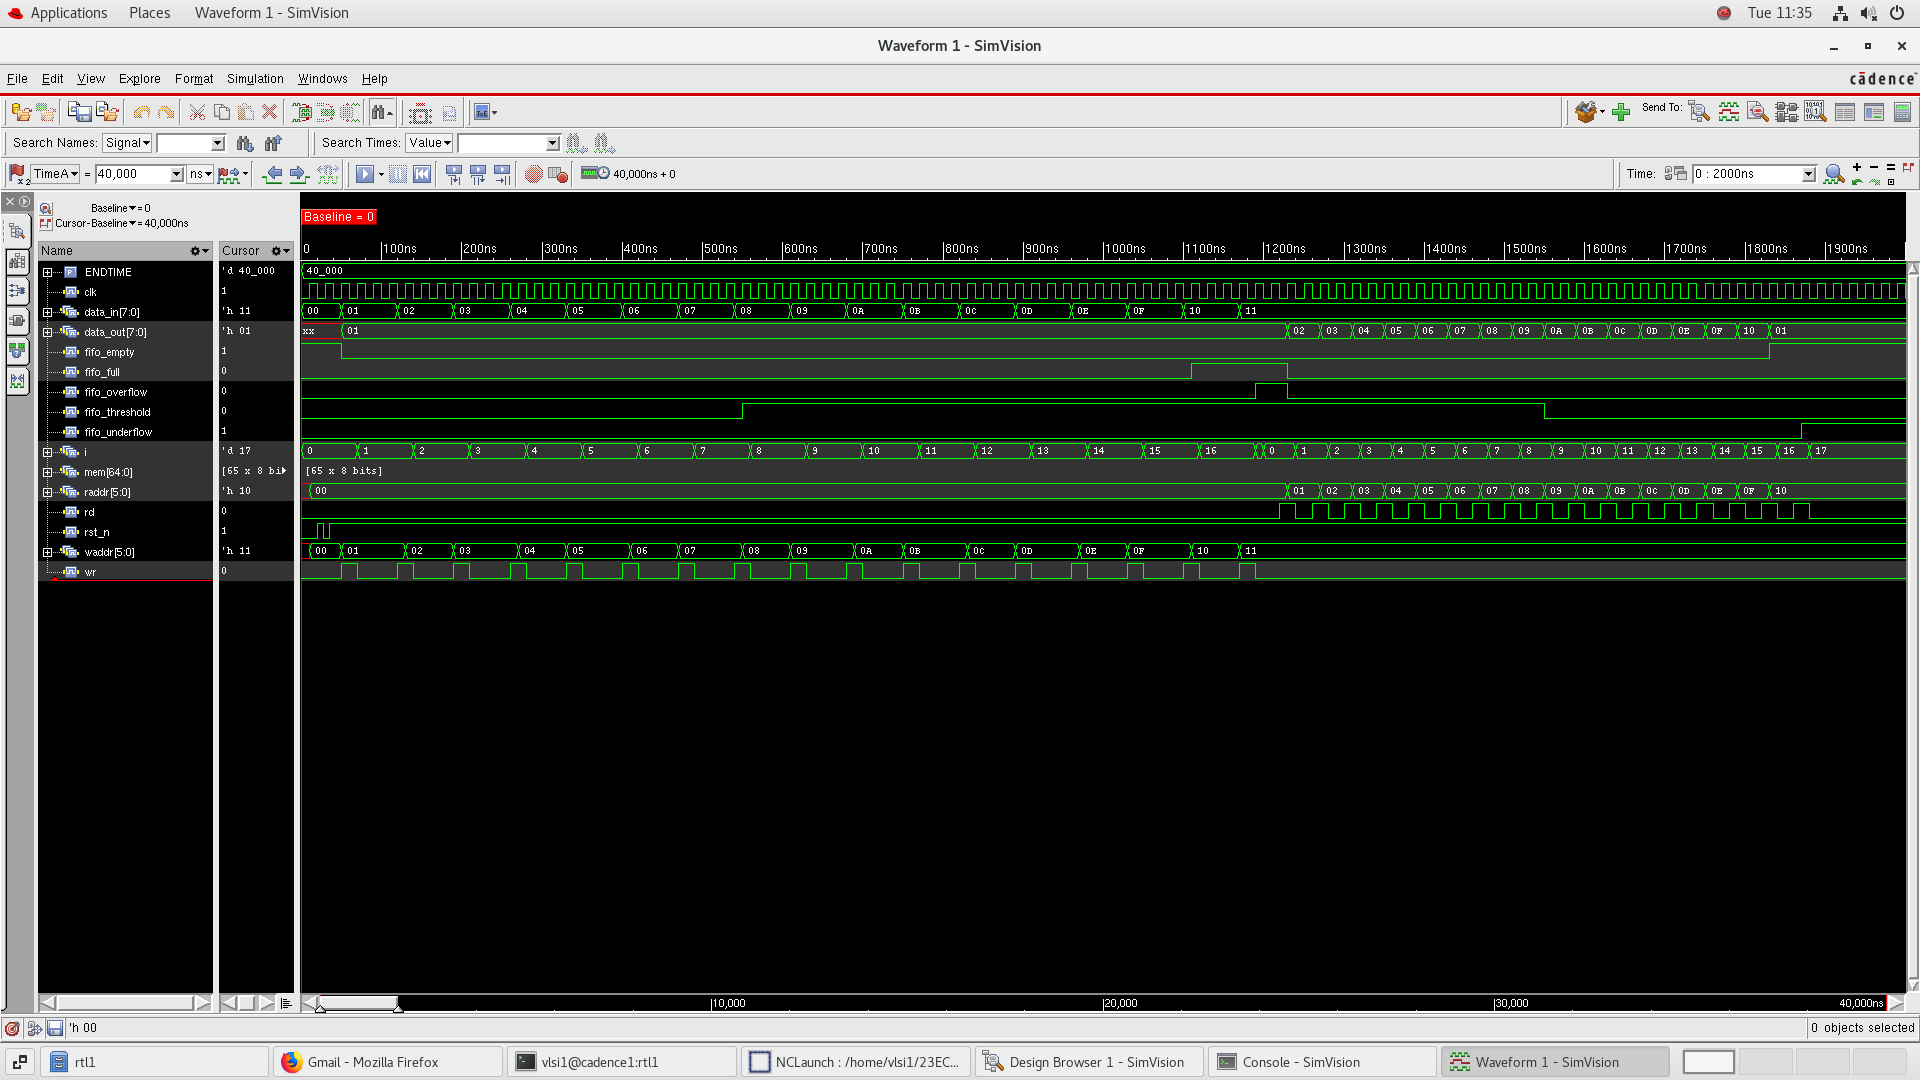 Applications Places Waveform 1 - SimVision Tue 11:35
Waveform 1 - SimVision
File Edit View Explore Format Simulation Windows Help cādence
Send To:
Search Names: Signal Search Times: Value
TimeA = 40,000 ns 40,000ns + 0 Time: 0 : 2000ns
Baseline = 0
Cursor-Baseline = 40,000ns
Baseline = 0
Name Cursor 0 100ns 200ns 300ns 400ns 500ns 600ns 700ns 800ns 900ns 1000ns 1100ns 1200ns 1300ns 1400ns 1500ns 1600ns 1700ns 1800ns 1900ns
ENDTIME 'd 40_000 40_000
clk 1
data_in[7:0] 'h 11 00 01 02 03 04 05 06 07 08 09 0A 0B 0C 0D 0E 0F 10 11
data_out[7:0] 'h 01 xx 01 02 03 04 05 06 07 08 09 0A 0B 0C 0D 0E 0F 10 01
fifo_empty 1
fifo_full 0
fifo_overflow 0
fifo_threshold 0
fifo_underflow 1
i 'd 17 0 1 2 3 4 5 6 7 8 9 10 11 12 13 14 15 16 0 1 2 3 4 5 6 7 8 9 10 11 12 13 14 15 16 17
mem[64:0] [65 x 8 bi [65 x 8 bits]
raddr[5:0] 'h 10 00 01 02 03 04 05 06 07 08 09 0A 0B 0C 0D 0E 0F 10
rd 0
rst_n 1
waddr[5:0] 'h 11 00 01 02 03 04 05 06 07 08 09 0A 0B 0C 0D 0E 0F 10 11
wr 0
10,000 20,000 30,000 40,000ns
'h 00 0 objects selected
rtl1 Gmail - Mozilla Firefox vlsi1@cadence1:rtl1 NCLaunch : /home/vlsi1/23EC... Design Browser 1 - SimVision Console - SimVision Waveform 1 - SimVision